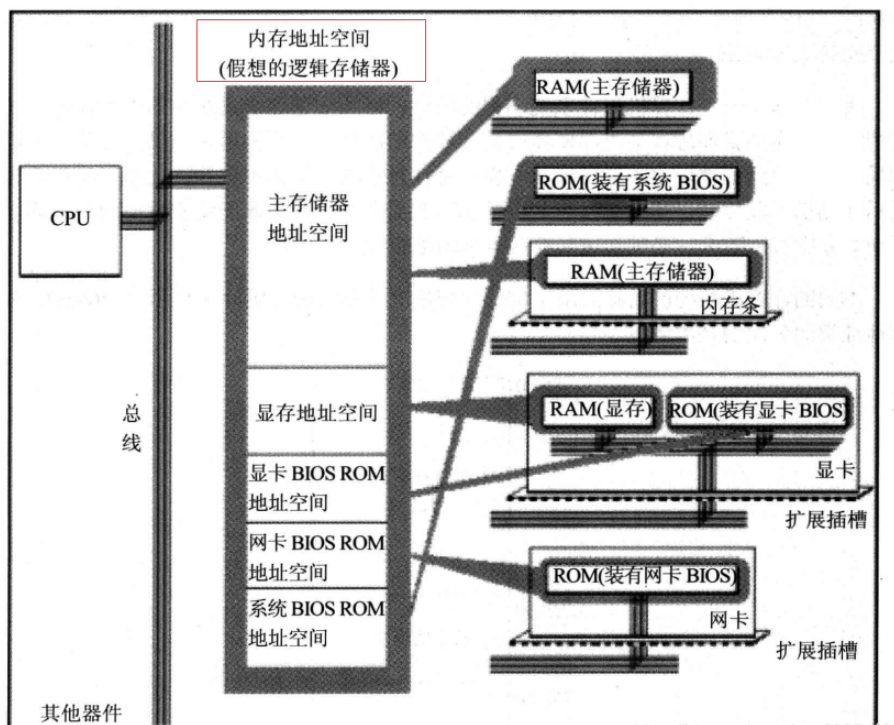 内存地址空间
(假想的逻辑存储器)
CPU
总
线
其他器件
主存储器
地址空间
显存地址空间
显卡 BIOS ROM
地址空间
网卡 BIOS ROM
地址空间
系统 BIOS ROM
地址空间
RAM(主存储器)
ROM(装有系统 BIOS)
RAM(主存储器)
内存条
RAM(显存)
ROM(装有显卡 BIOS)
显卡
扩展插槽
ROM(装有网卡 BIOS)
网卡
扩展插槽